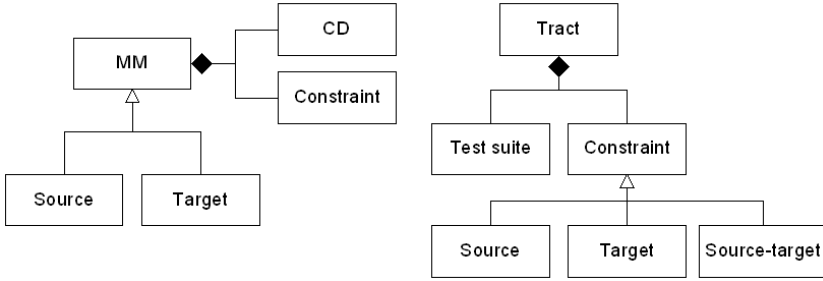 MM
CD
Constraint
Source
Target
Tract
Test suite
Constraint
Source
Target
Source-target